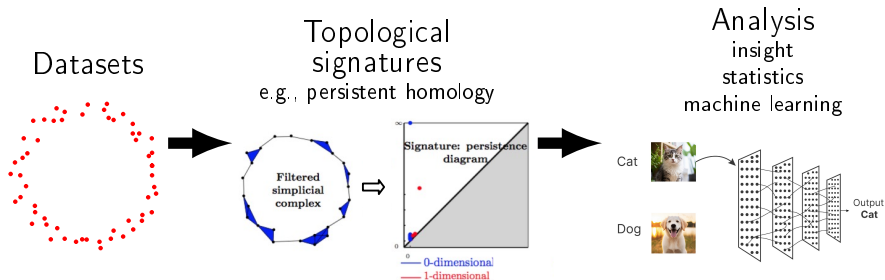 Datasets
Topological
signatures
e.g., persistent homology
Filtered
simplicial
complex
∞
Signature: persistence
diagram
0
0
0-dimensional
1-dimensional
Analysis
insight
statistics
machine learning
Cat
Dog
Output
Cat